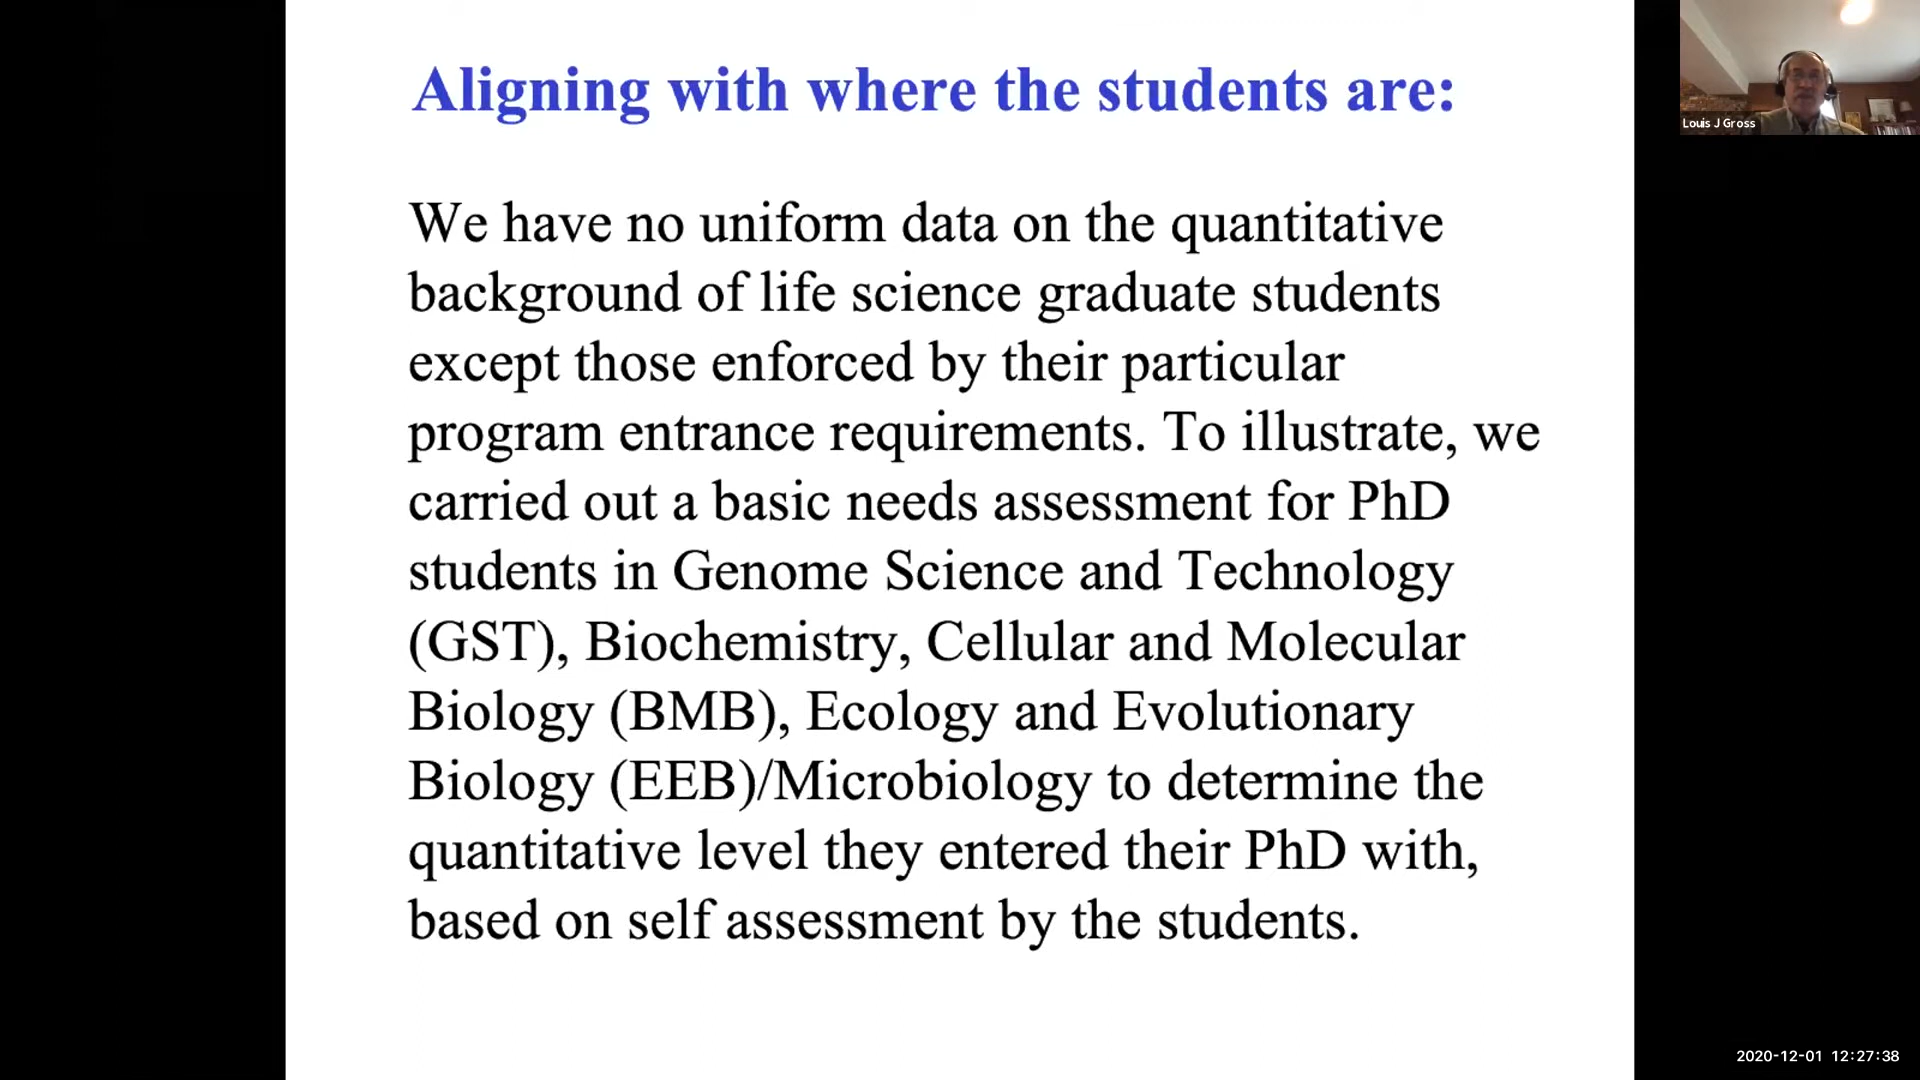 Aligning with where the students are:
We have no uniform data on the quantitative
background of life science graduate students
except those enforced by their particular
program entrance requirements. To illustrate, we
carried out a basic needs assessment for PhD
students in Genome Science and Technology
(GST), Biochemistry, Cellular and Molecular
Biology (BMB), Ecology and Evolutionary
Biology (EEB)/Microbiology to determine the
quantitative level they entered their PhD with,
based on self assessment by the students.
Louis J Gross
2020-12-01 12:27:38